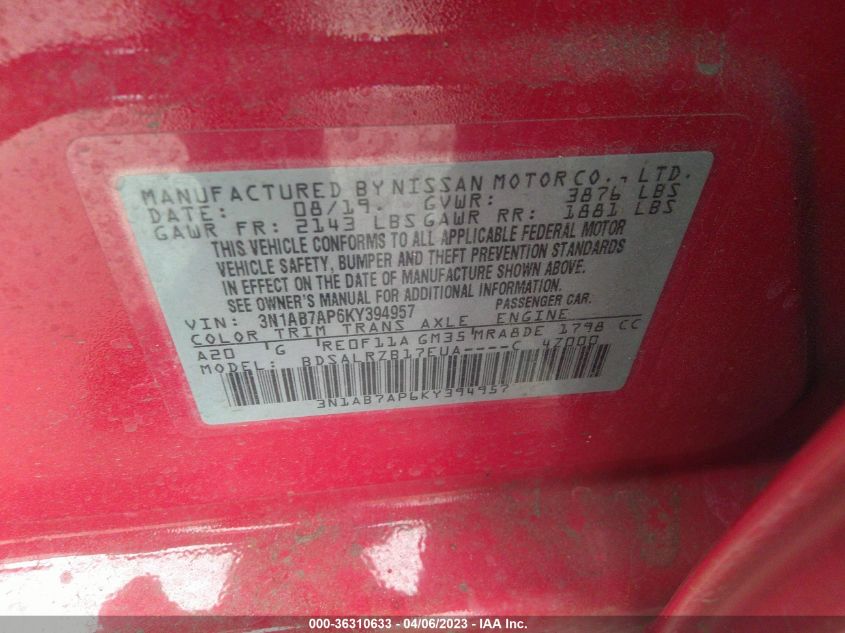 MANUFACTURED BY NISSAN MOTOR CO., LTD.
DATE: 08/19 GVWR: 3876 LBS
GAWR FR: 2143 LBS GAWR RR: 1881 LBS
THIS VEHICLE CONFORMS TO ALL APPLICABLE FEDERAL MOTOR
VEHICLE SAFETY, BUMPER AND THEFT PREVENTION STANDARDS
IN EFFECT ON THE DATE OF MANUFACTURE SHOWN ABOVE.
SEE OWNER'S MANUAL FOR ADDITIONAL INFORMATION.
VIN: 3N1AB7AP6KY394957 PASSENGER CAR.
COLOR TRIM TRANS AXLE ENGINE
A20 G RE0F11A GM35 MRA8DE 1798 CC
MODEL: BDSALRZB17EUA----C 4Z000
3N1AB7AP6KY394957
000-36310633 - 04/06/2023 - IAA Inc.